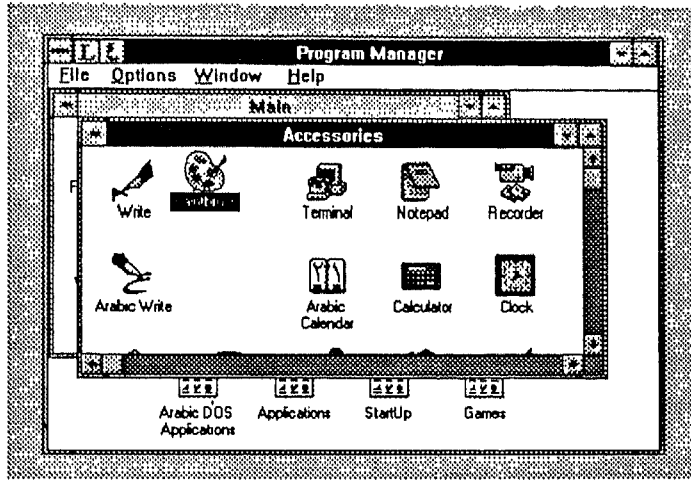 Program Manager
File Options Window Help
Main
Accessories
Write Terminal Notepad Recorder
Arabic Write Arabic Calculator Clock
Calendar
Arabic DOS Applications StartUp Games
Applications